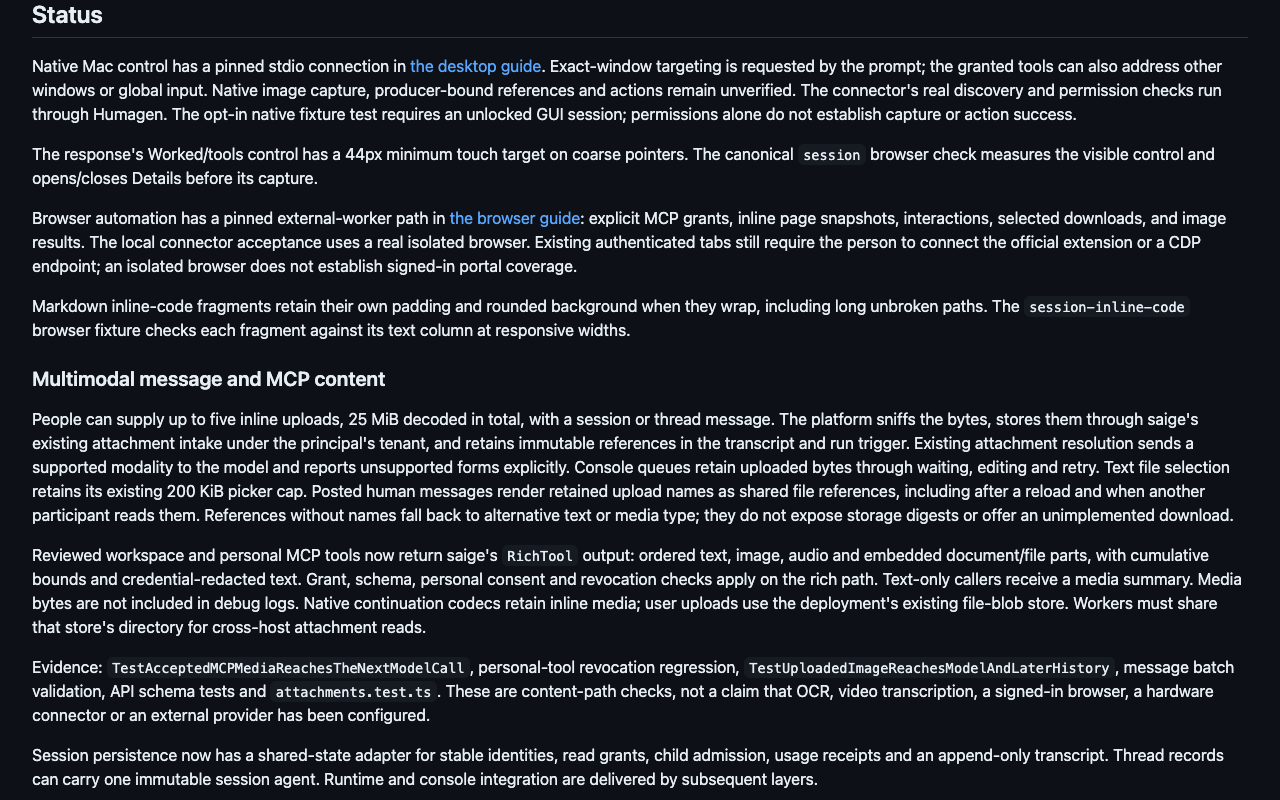 Status
Native Mac control has a pinned stdio connection in the desktop guide. Exact-window targeting is requested by the prompt; the granted tools can also address other
windows or global input. Native image capture, producer-bound references and actions remain unverified. The connector's real discovery and permission checks run
through Humagen. The opt-in native fixture test requires an unlocked GUI session; permissions alone do not establish capture or action success.
The response's Worked/tools control has a 44px minimum touch target on coarse pointers. The canonical session browser check measures the visible control and
opens/closes Details before its capture.
Browser automation has a pinned external-worker path in the browser guide: explicit MCP grants, inline page snapshots, interactions, selected downloads, and image
results. The local connector acceptance uses a real isolated browser. Existing authenticated tabs still require the person to connect the official extension or a CDP
endpoint; an isolated browser does not establish signed-in portal coverage.
Markdown inline-code fragments retain their own padding and rounded background when they wrap, including long unbroken paths. The session-inline-code
browser fixture checks each fragment against its text column at responsive widths.
Multimodal message and MCP content
People can supply up to five inline uploads, 25 MiB decoded in total, with a session or thread message. The platform sniffs the bytes, stores them through saige's
existing attachment intake under the principal's tenant, and retains immutable references in the transcript and run trigger. Existing attachment resolution sends a
supported modality to the model and reports unsupported forms explicitly. Console queues retain uploaded bytes through waiting, editing and retry. Text file selection
retains its existing 200 KiB picker cap. Posted human messages render retained upload names as shared file references, including after a reload and when another
participant reads them. References without names fall back to alternative text or media type; they do not expose storage digests or offer an unimplemented download.
Reviewed workspace and personal MCP tools now return saige's RichTool output: ordered text, image, audio and embedded document/file parts, with cumulative
bounds and credential-redacted text. Grant, schema, personal consent and revocation checks apply on the rich path. Text-only callers receive a media summary. Media
bytes are not included in debug logs. Native continuation codecs retain inline media; user uploads use the deployment's existing file-blob store. Workers must share
that store's directory for cross-host attachment reads.
Evidence: TestAcceptedMCPMediaReachesTheNextModelCall, personal-tool revocation regression, TestUploadedImageReachesModelAndLaterHistory, message batch
validation, API schema tests and attachments.test.ts. These are content-path checks, not a claim that OCR, video transcription, a signed-in browser, a hardware
connector or an external provider has been configured.
Session persistence now has a shared-state adapter for stable identities, read grants, child admission, usage receipts and an append-only transcript. Thread records
can carry one immutable session agent. Runtime and console integration are delivered by subsequent layers.